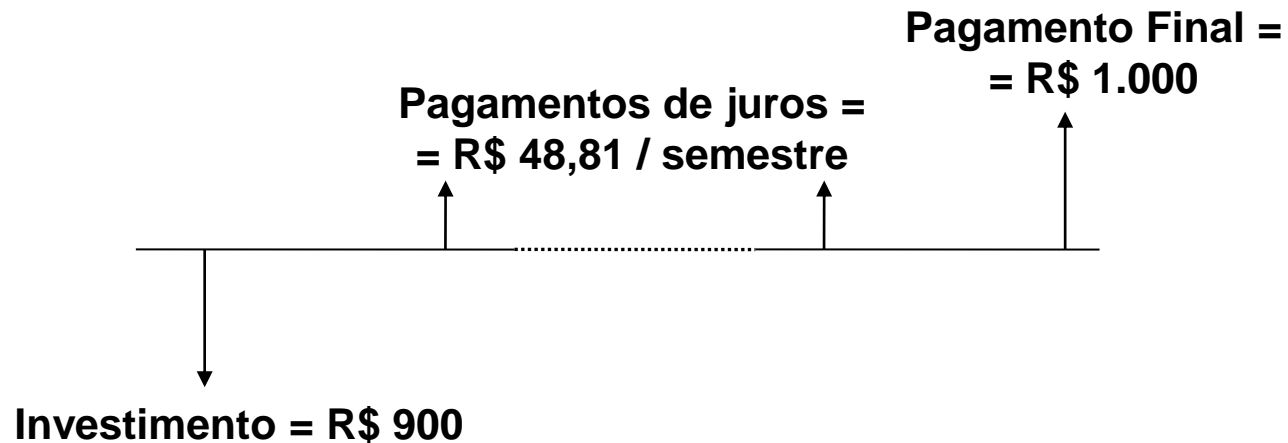 Pagamento Final =
= R$ 1.000
Pagamentos de juros =
= R$ 48,81 / semestre
Investimento = R$ 900